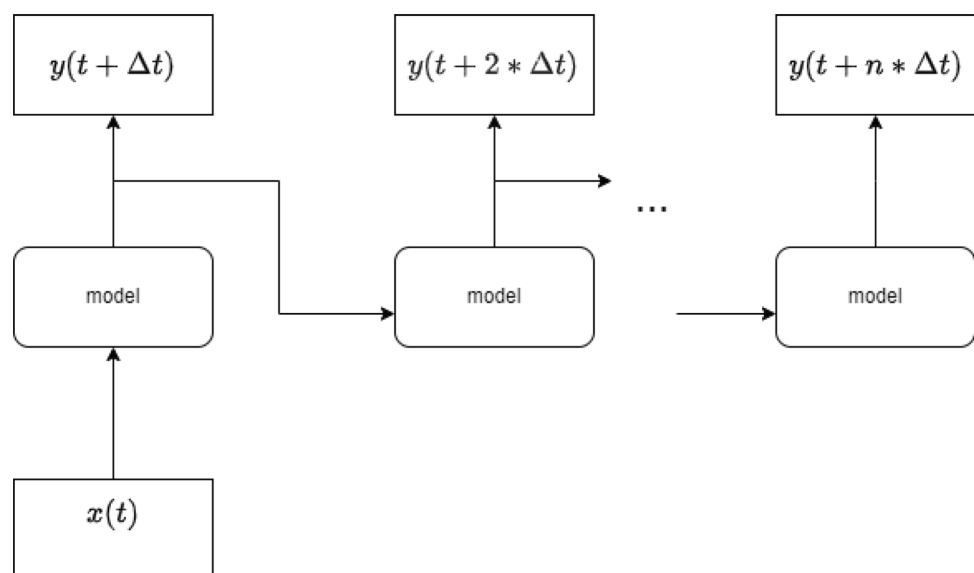 y(t + Δt)
y(t + 2 * Δt)
y(t + n * Δt)
...
model
model
model
x(t)